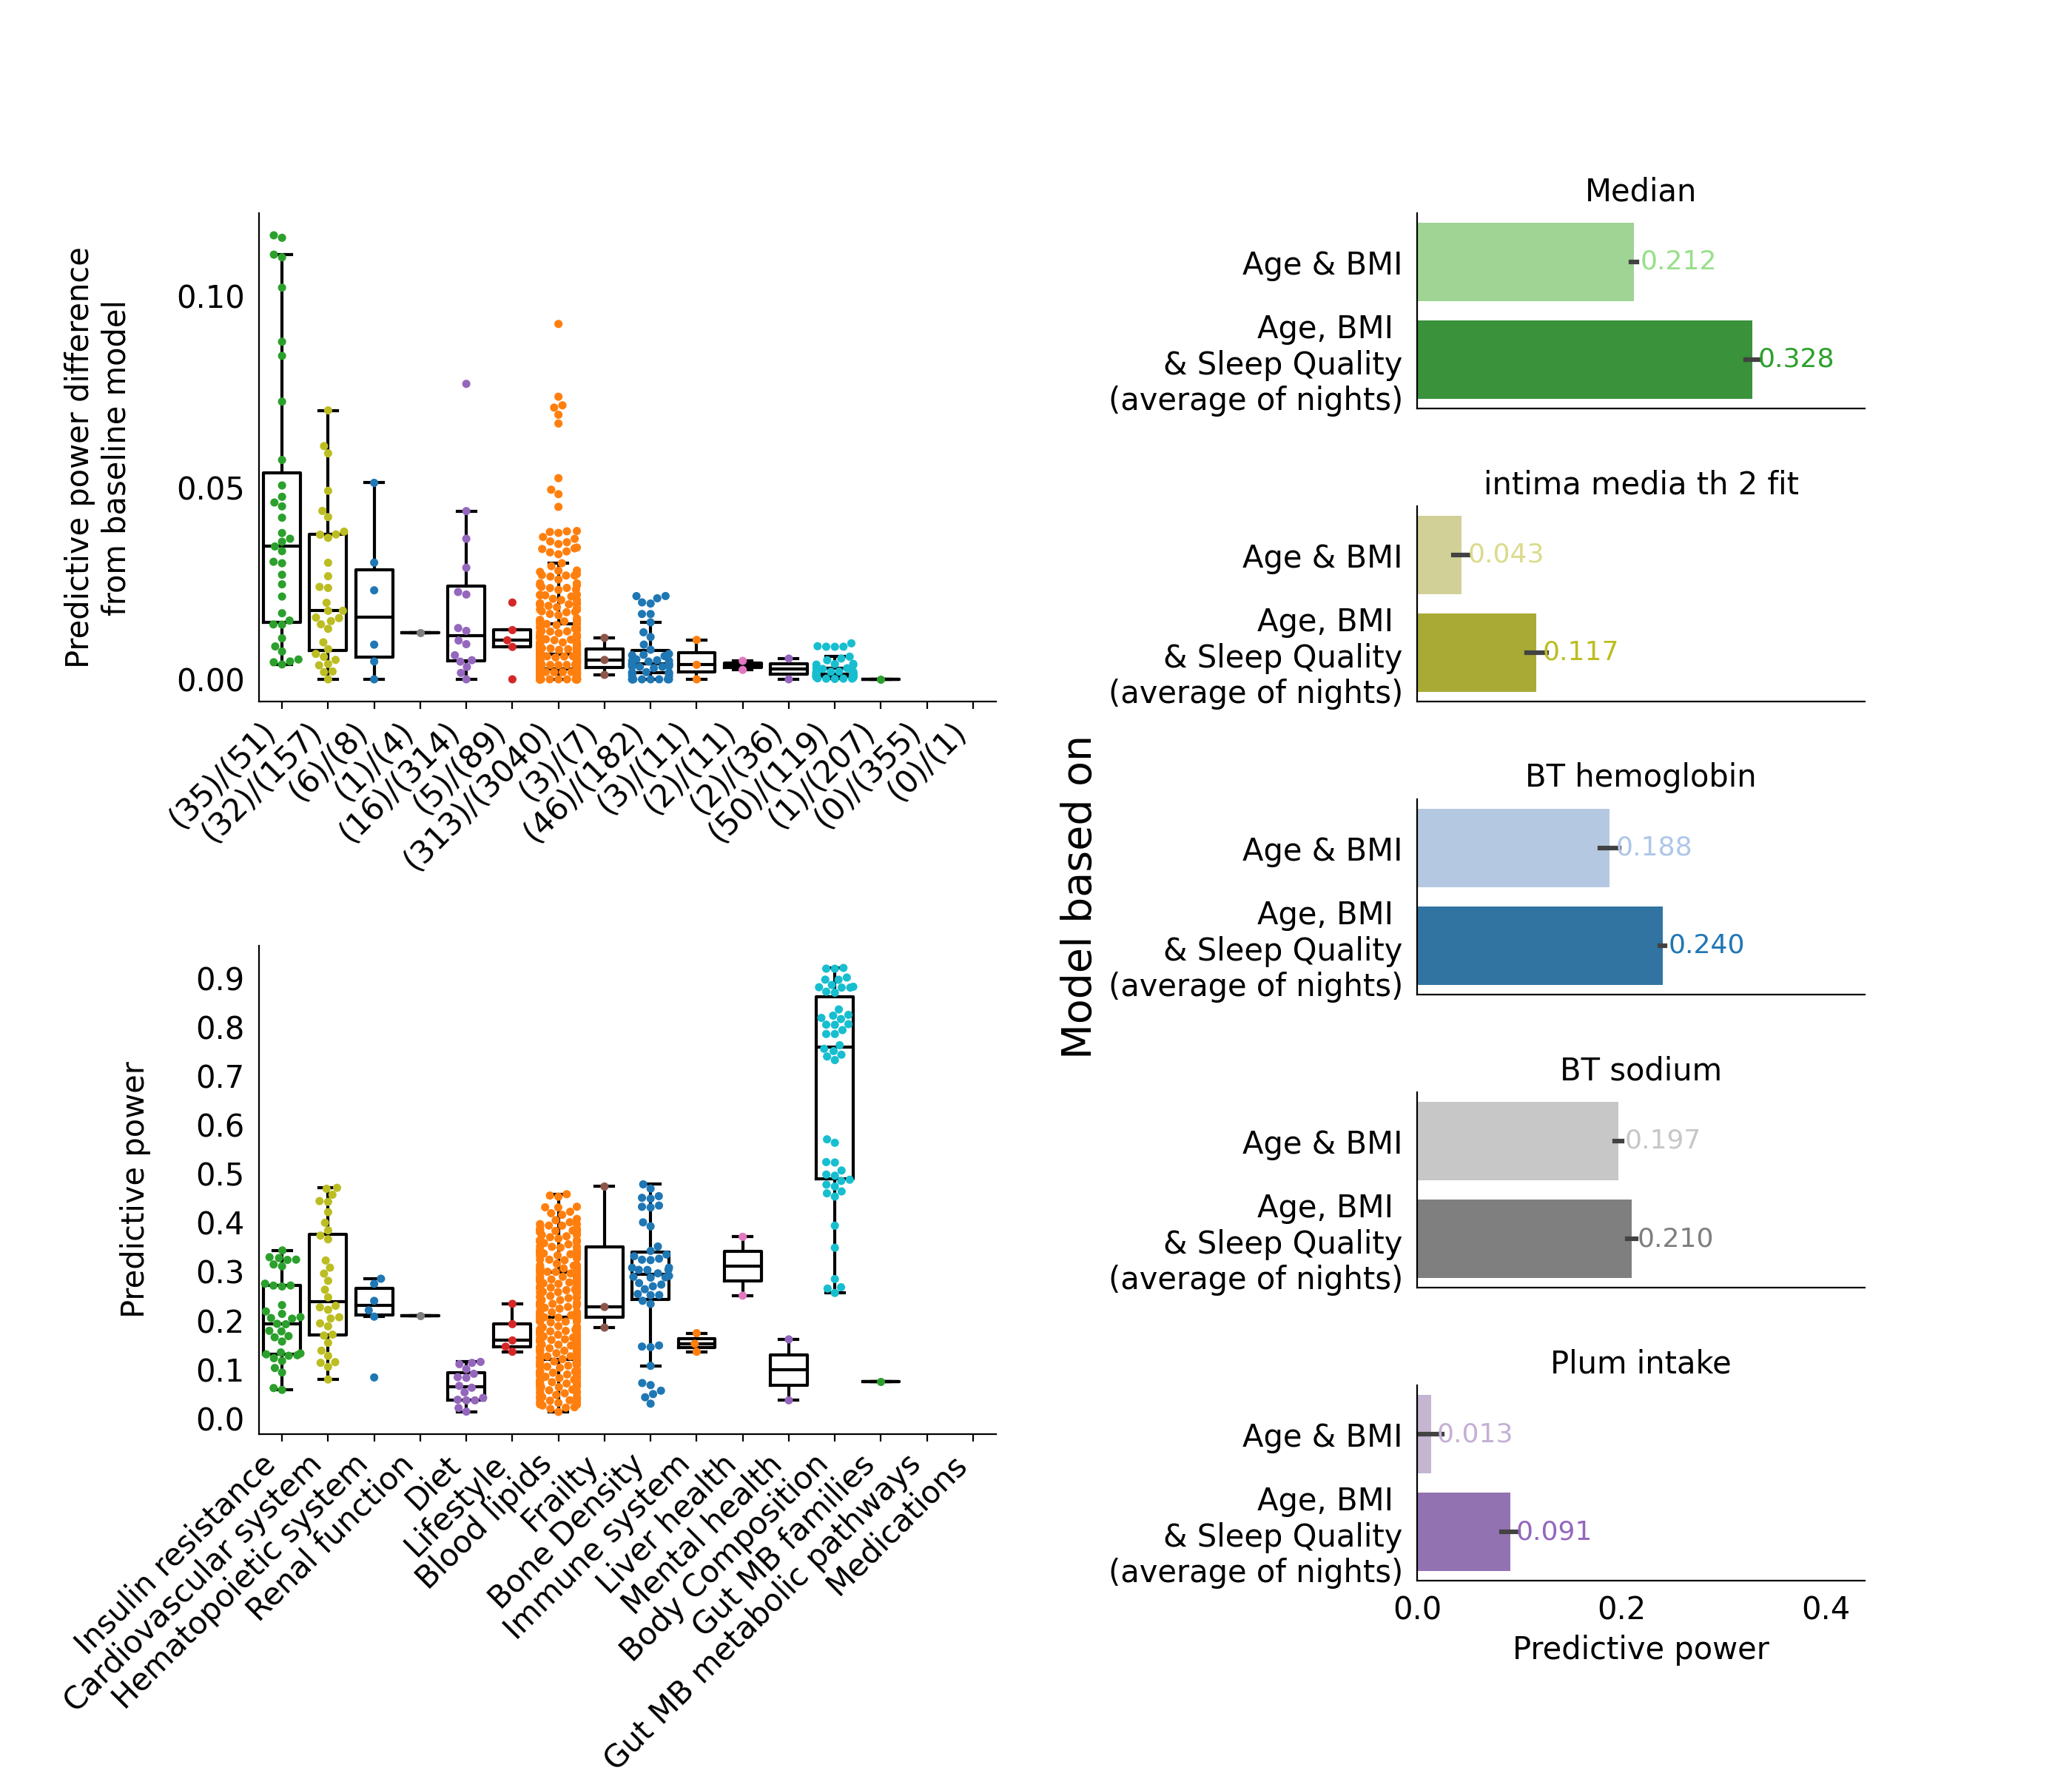 Predictive power difference
from baseline model
0.10
0.05
0.00
(35)/(51)
(32)/(157)
(6)/(8)
(1)/(4)
(16)/(314)
(5)/(89)
(313)/(3040)
(3)/(7)
(46)/(182)
(3)/(11)
(2)/(11)
(2)/(36)
(50)/(119)
(1)/(207)
(0)/(355)
(0)/(1)
Predictive power
0.9
0.8
0.7
0.6
0.5
0.4
0.3
0.2
0.1
0.0
Insulin resistance
Cardiovascular system
Hematopoietic system
Renal function
Diet
Lifestyle
Blood lipids
Frailty
Bone Density
Immune system
Liver health
Mental health
Body Composition
Gut MB families
Gut MB metabolic pathways
Medications
Model based on
Median
Age & BMI
0.212
Age, BMI
& Sleep Quality
(average of nights)
0.328
intima media th 2 fit
Age & BMI
0.043
Age, BMI
& Sleep Quality
(average of nights)
0.117
BT hemoglobin
Age & BMI
0.188
Age, BMI
& Sleep Quality
(average of nights)
0.240
BT sodium
Age & BMI
0.197
Age, BMI
& Sleep Quality
(average of nights)
0.210
Plum intake
Age & BMI
0.013
Age, BMI
& Sleep Quality
(average of nights)
0.091
0.0
0.2
0.4
Predictive power